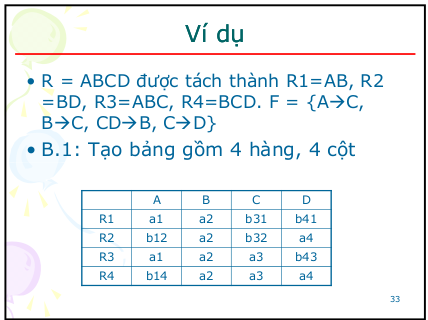 Ví dụ
• R = ABCD được tách thành R1=AB, R2
=BD, R3=ABC, R4=BCD. F = {A→C,
B→C, CD→B, C→D}
• B.1: Tạo bảng gồm 4 hàng, 4 cột
A B C D
R1 a1 a2 b31 b41
R2 b12 a2 b32 a4
R3 a1 a2 a3 b43
R4 b14 a2 a3 a4
33